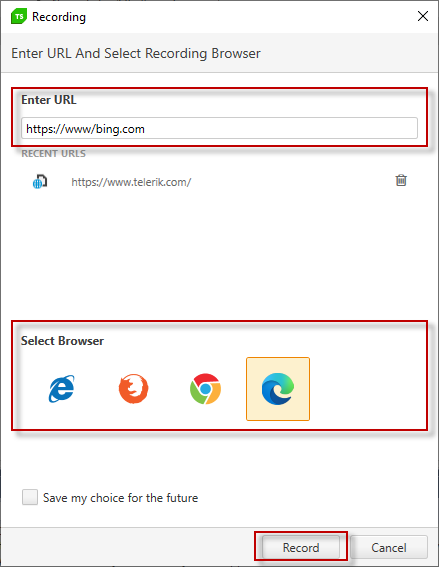 TS Recording
Enter URL And Select Recording Browser
Enter URL
https://www/bing.com
RECENT URLS
https://www.telerik.com/
Select Browser
Save my choice for the future
Record Cancel